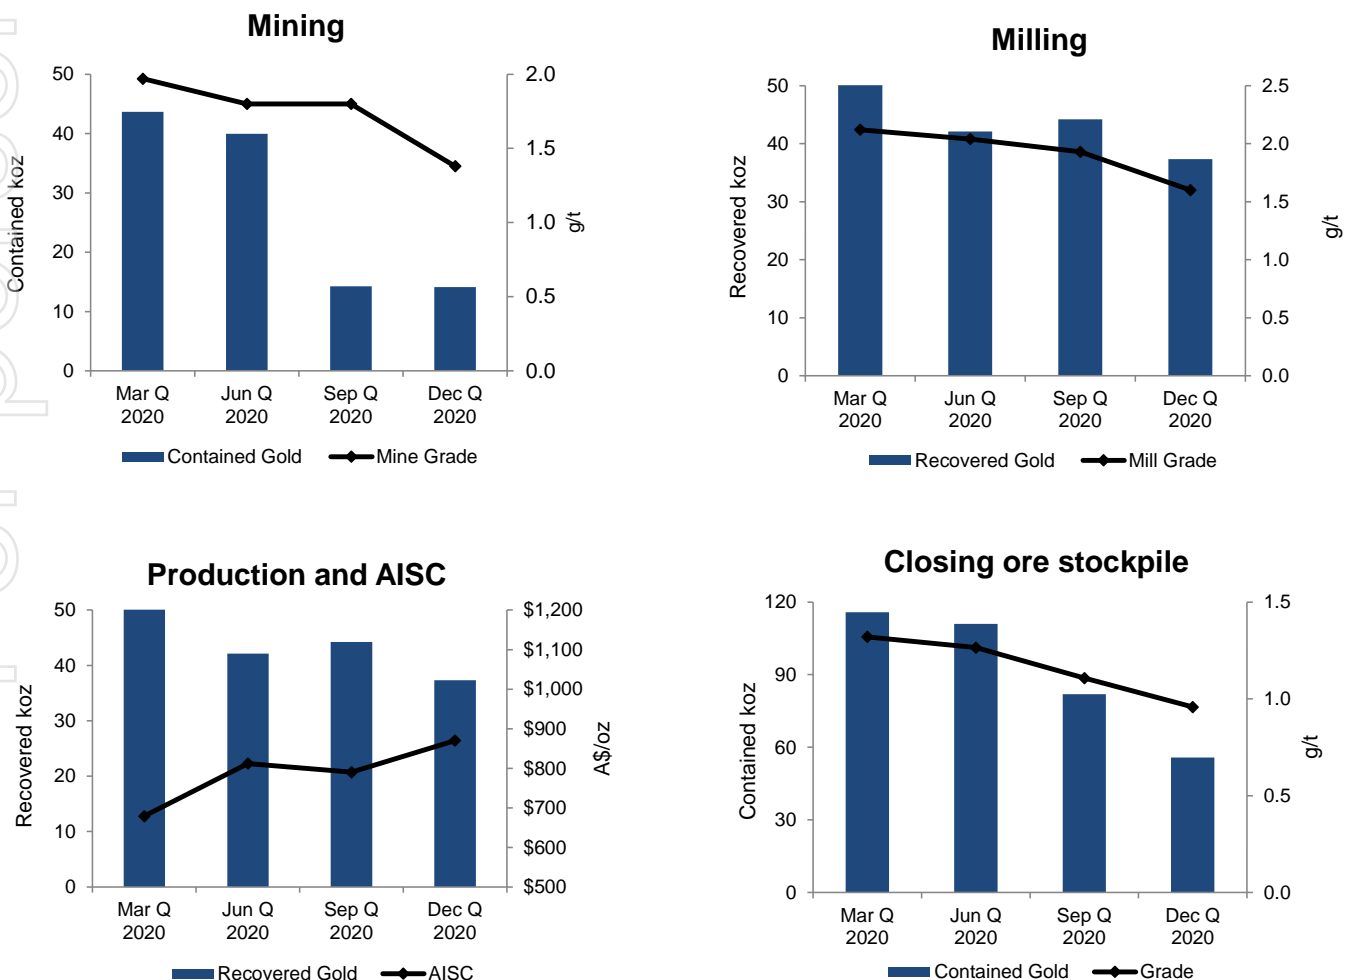 Mining
50
40
30
20
10
0
Contained koz
2.0
1.5
1.0
0.5
0.0
g/t
Mar Q Jun Q Sep Q Dec Q
2020 2020 2020 2020
Contained Gold Mine Grade
Milling
50
40
30
20
10
0
Recovered koz
2.5
2.0
1.5
1.0
0.5
0.0
g/t
Mar Q Jun Q Sep Q Dec Q
2020 2020 2020 2020
Recovered Gold Mill Grade
Production and AISC
50
40
30
20
10
0
Recovered koz
$1,200
$1,100
$1,000
$900
$800
$700
$600
$500
A$/oz
Mar Q Jun Q Sep Q Dec Q
2020 2020 2020 2020
Recovered Gold AISC
Closing ore stockpile
120
90
60
30
0
Contained koz
1.5
1.0
0.5
0.0
g/t
Mar Q Jun Q Sep Q Dec Q
2020 2020 2020 2020
Contained Gold Grade